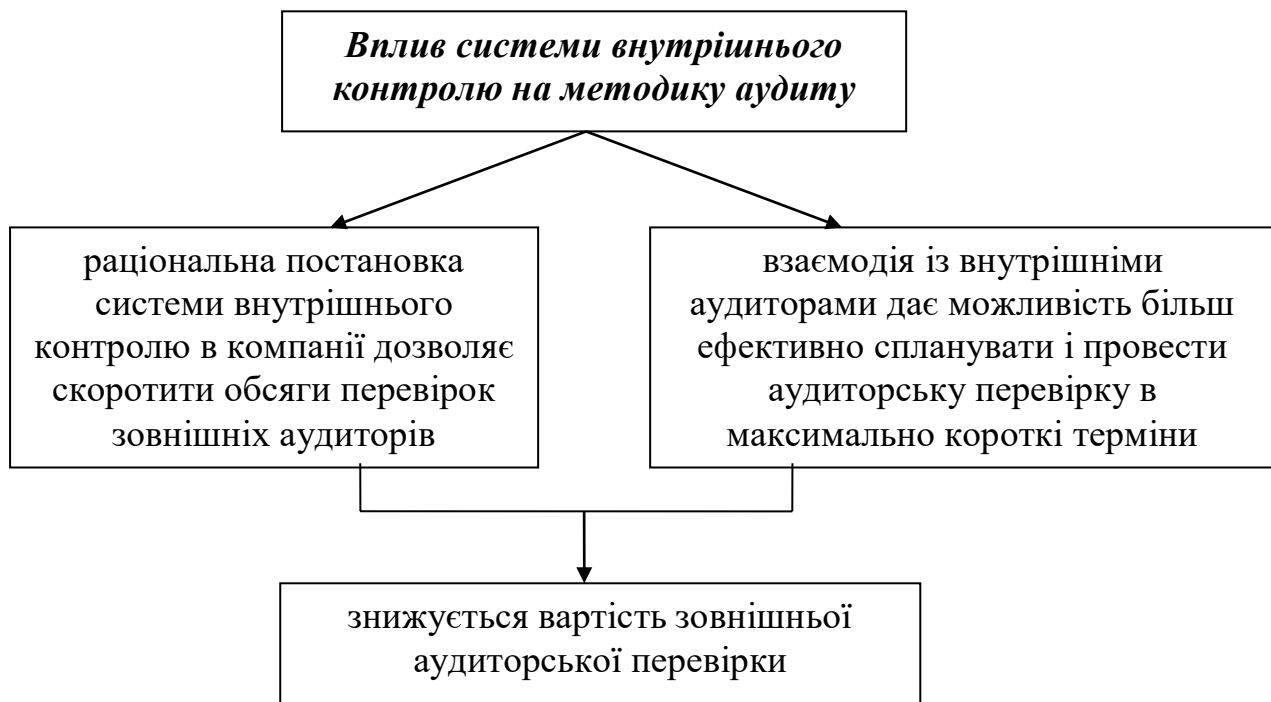 Вплив системи внутрішнього
контролю на методику аудиту
раціональна постановка
системи внутрішнього
контролю в компанії дозволяє
скоротити обсяги перевірок
зовнішніх аудиторів
взаємодія із внутрішніми
аудиторами дає можливість більш
ефективно спланувати і провести
аудиторську перевірку в
максимально короткі терміни
знижується вартість зовнішньої
аудиторської перевірки